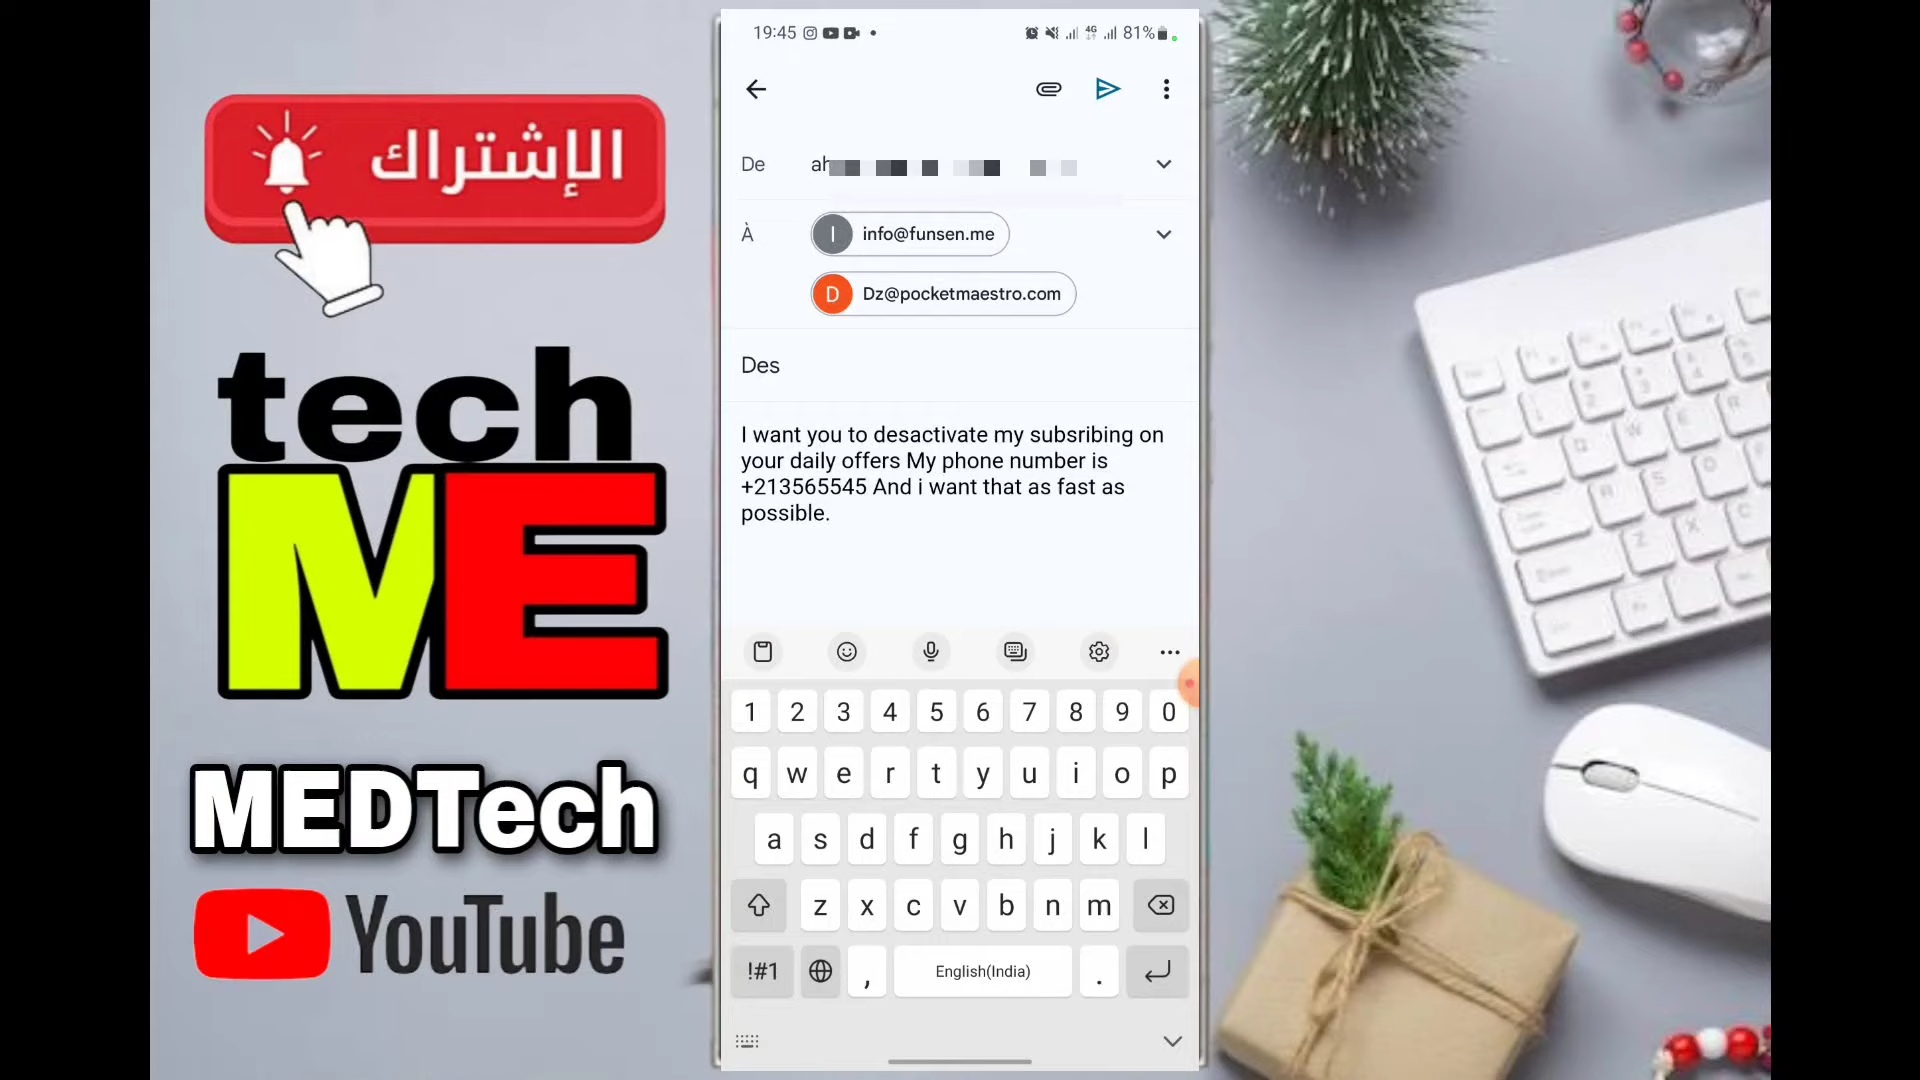 الإشتراك
tech
ME
MEDTech
YouTube
19:45
4G
81%
De
ah
À
I
info@funsen.me
D
Dz@pocketmaestro.com
Des
I want you to desactivate my subsribing on
your daily offers My phone number is
+213565545 And i want that as fast as
possible.
1 2 3 4 5 6 7 8 9 0
q w e r t y u i o p
a s d f g h j k l
z x c v b n m
!#1 , English(India) .